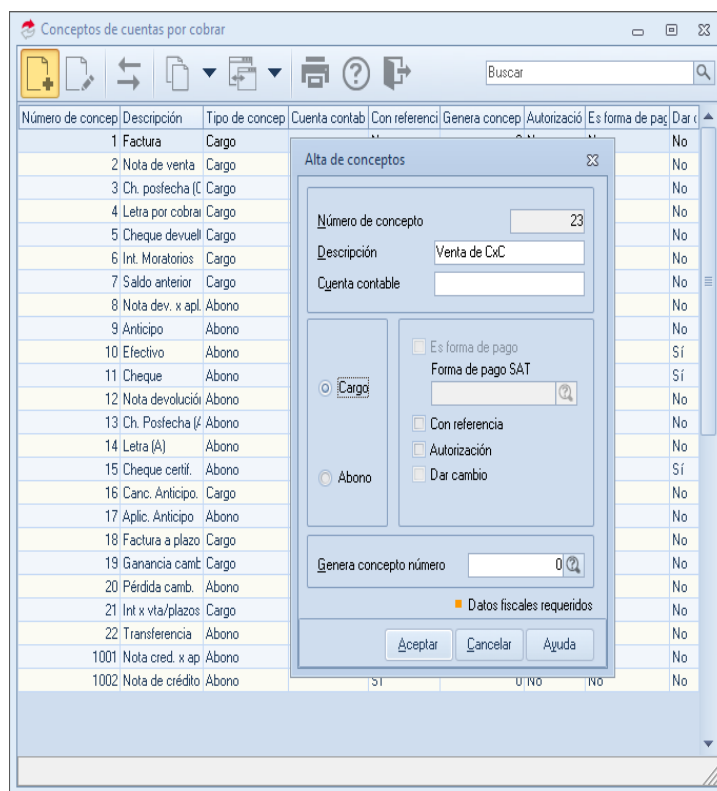 Conceptos de cuentas por cobrar
Buscar
Número de concep Descripción Tipo de concep Cuenta contab Con referenci Genera concep Autorizació Es forma de pag Dar
1 Factura Cargo No
2 Nota de venta Cargo No
3 Ch. posfecha (C Cargo No
4 Letra por cobrar Cargo No
5 Cheque devuel Cargo No
6 Int. Moratorios Cargo No
7 Saldo anterior Cargo No
8 Nota dev. x apl. Abono No
9 Anticipo Abono No
10 Efectivo Abono Sí
11 Cheque Abono Sí
12 Nota devolució Abono No
13 Ch. Posfecha (A Abono No
14 Letra (A) Abono No
15 Cheque certif. Abono Sí
16 Canc. Anticipo. Cargo No
17 Aplic. Anticipo Abono No
18 Factura a plazo Cargo No
19 Ganancia camb Cargo No
20 Pérdida camb. Abono No
21 Int x vta/plazos Cargo No
22 Transferencia Abono No
1001 Nota cred. x ap Abono No
1002 Nota de crédito Abono Sí 0 No No No
Alta de conceptos
Número de concepto 23
Descripción Venta de CxC
Cuenta contable
Es forma de pago
Forma de pago SAT
Cargo
Con referencia
Autorización
Abono
Dar cambio
Genera concepto número 0
Datos fiscales requeridos
Aceptar Cancelar Ayuda